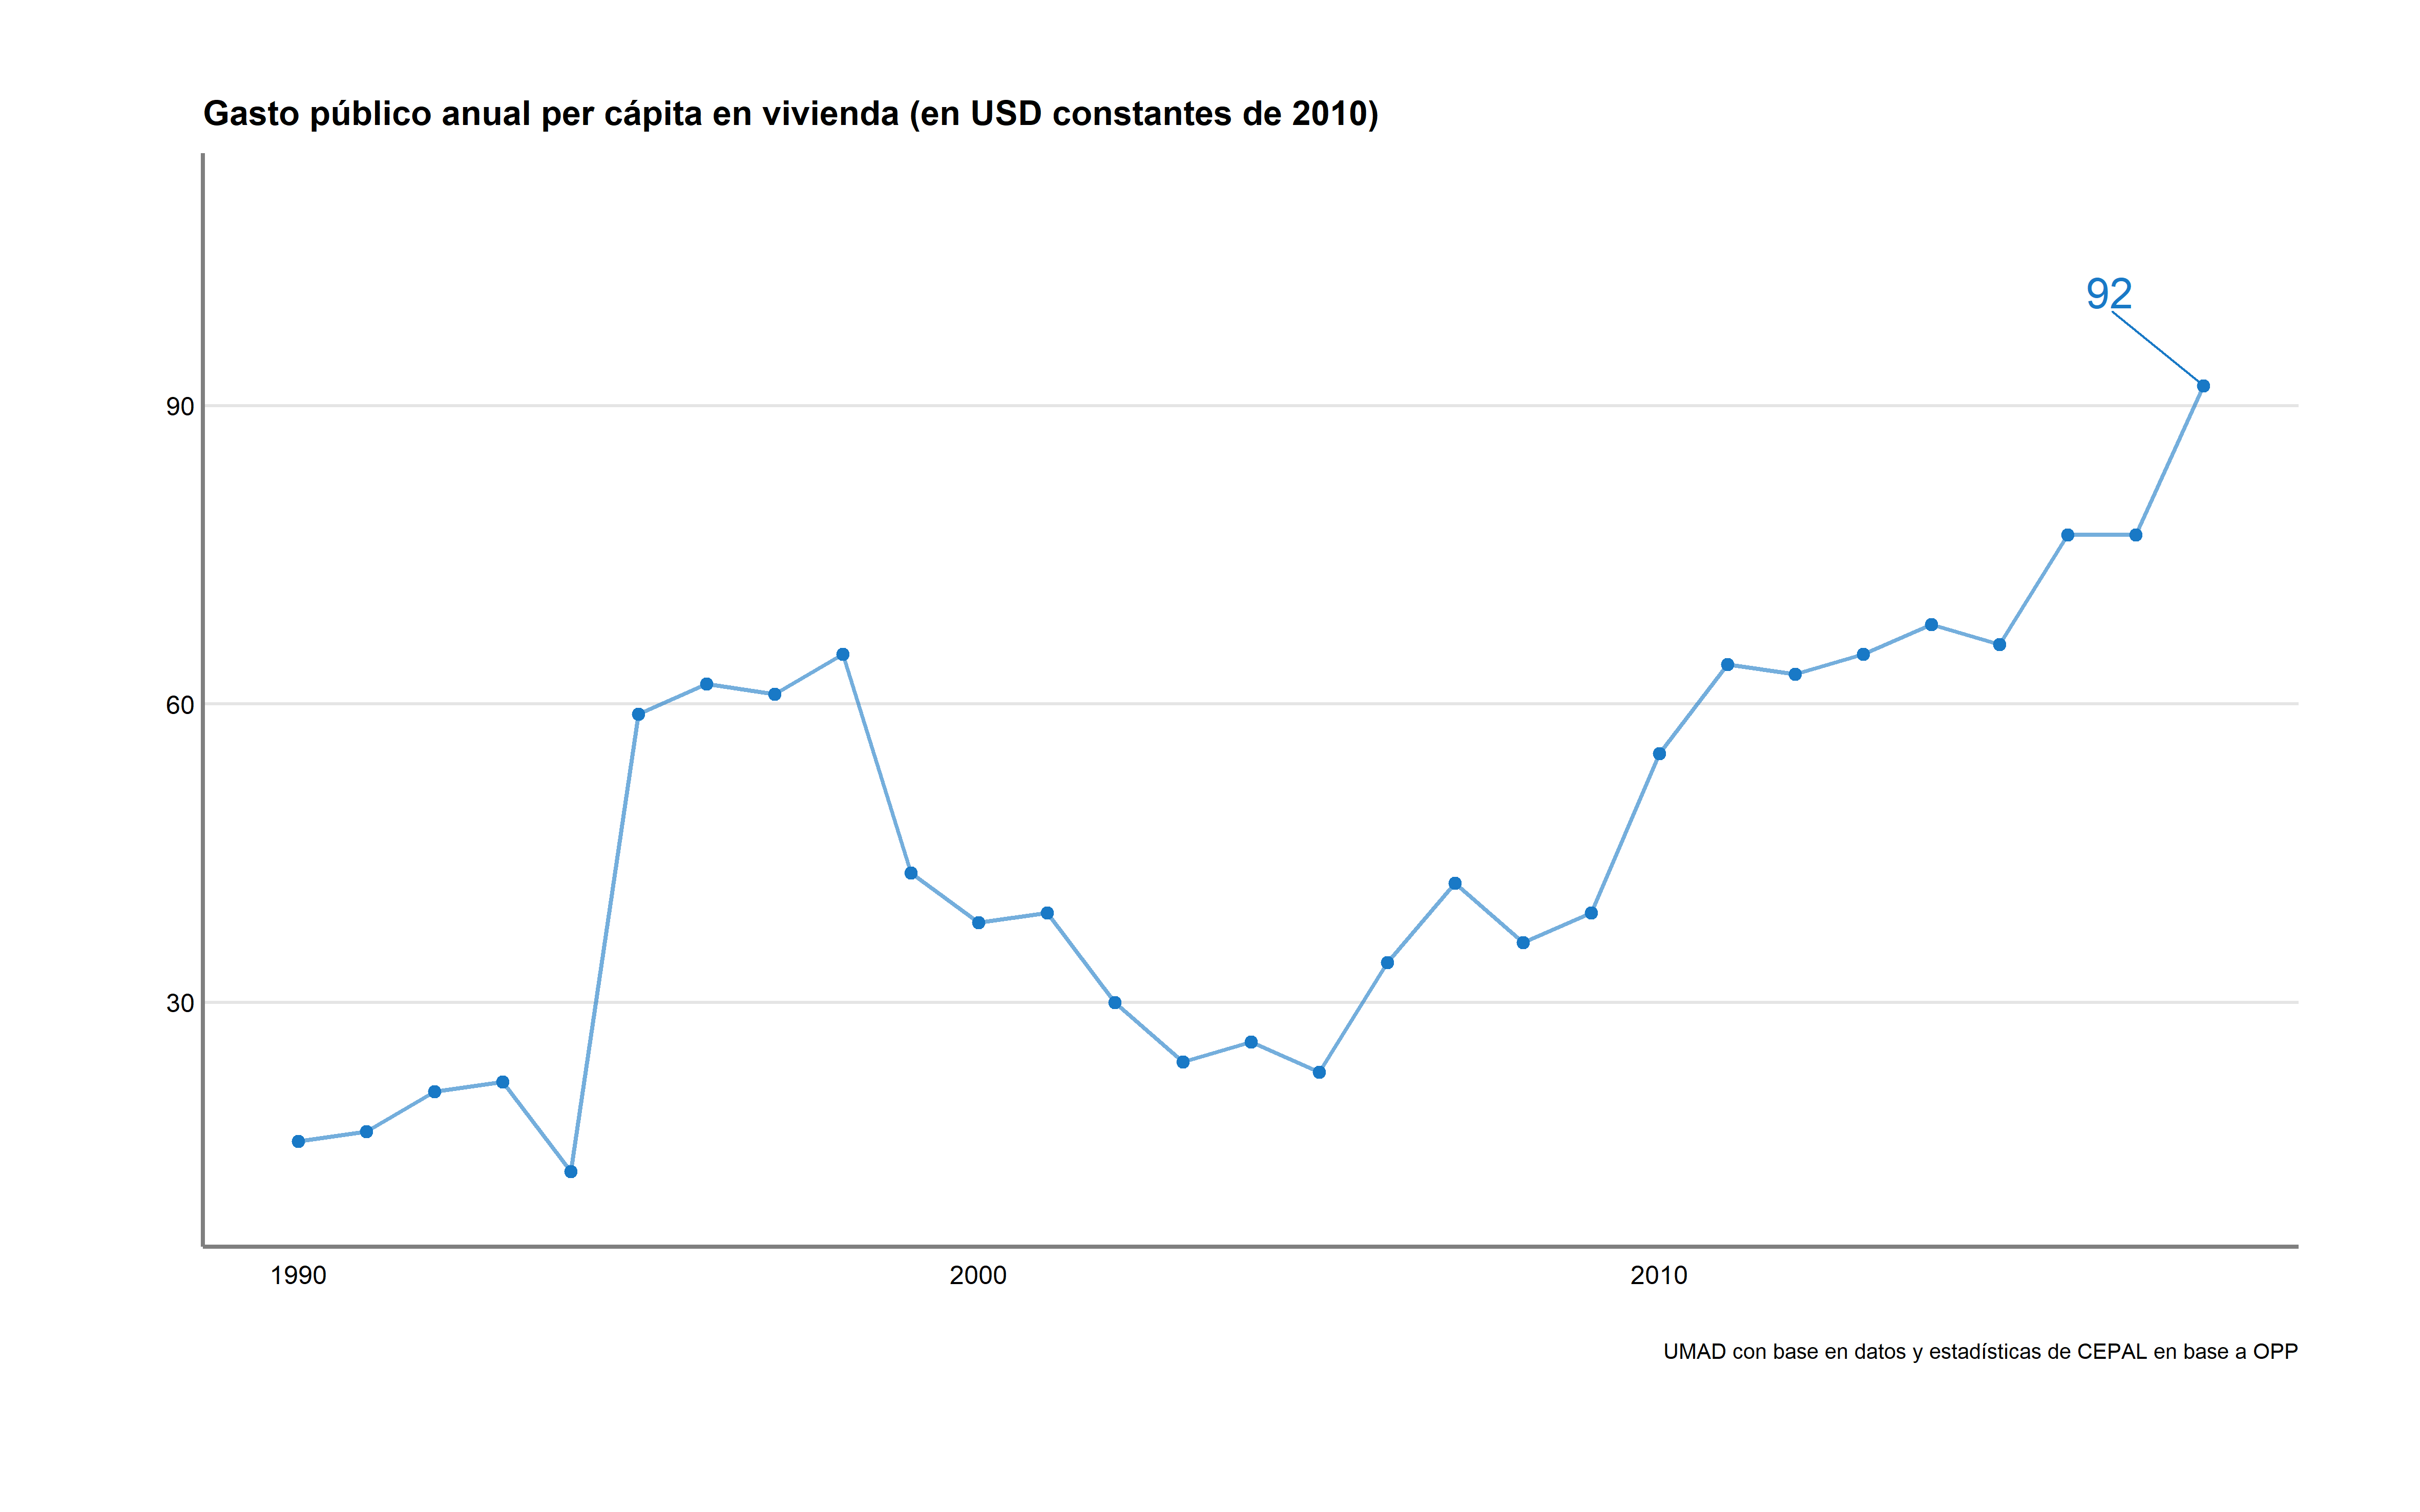 Gasto público anual per cápita en vivienda (en USD constantes de 2010)
92
90
60
30
1990 2000 2010
UMAD con base en datos y estadísticas de CEPAL en base a OPP